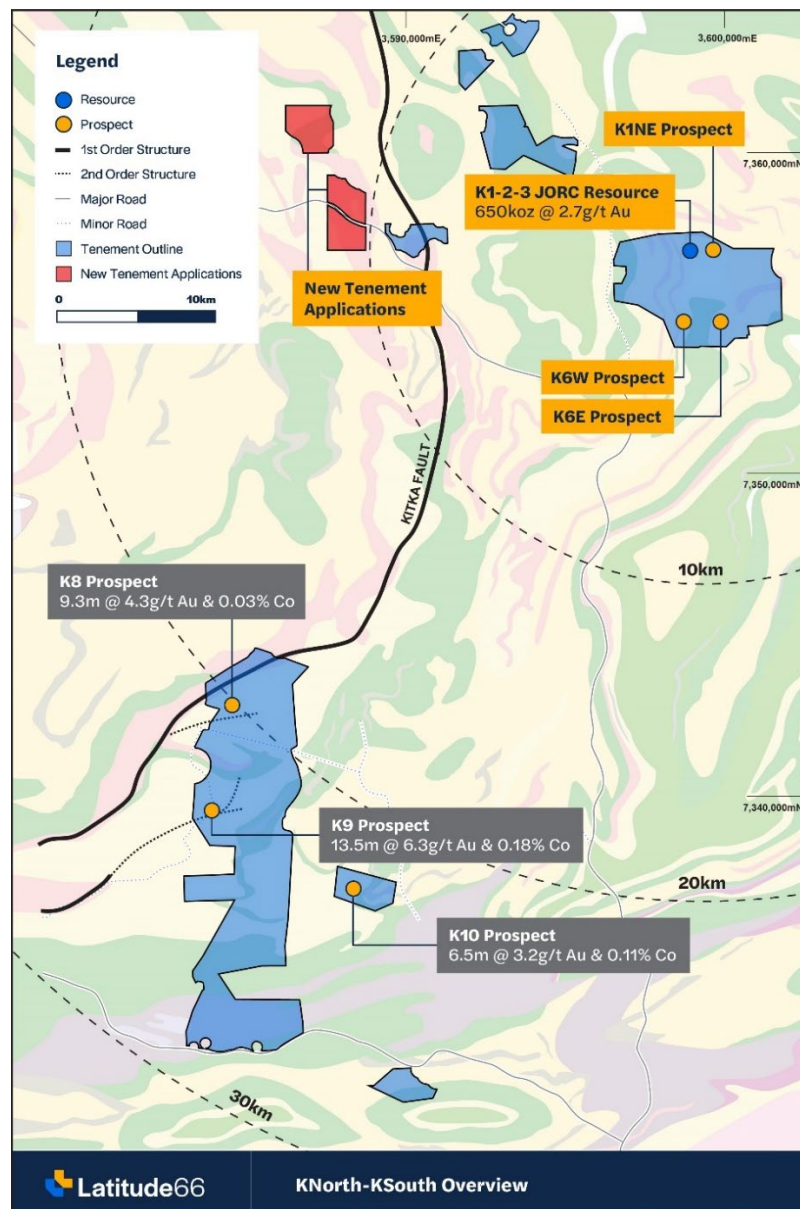 3,590,000mE
3,600,000mE
Legend
Resource
Prospect
1st Order Structure
2nd Order Structure
Major Road
Minor Road
Tenement Outline
New Tenement Applications
0
10km
K1NE Prospect
7,360,000mN
K1-2-3 JORC Resource
650koz @ 2.7g/t Au
New Tenement
Applications
K6W Prospect
K6E Prospect
KITKA FAULT
7,350,000mN
10km
K8 Prospect
9.3m @ 4.3g/t Au & 0.03% Co
7,340,000mN
K9 Prospect
13.5m @ 6.3g/t Au & 0.18% Co
20km
K10 Prospect
6.5m @ 3.2g/t Au & 0.11% Co
30km
Latitude66
KNorth-KSouth Overview